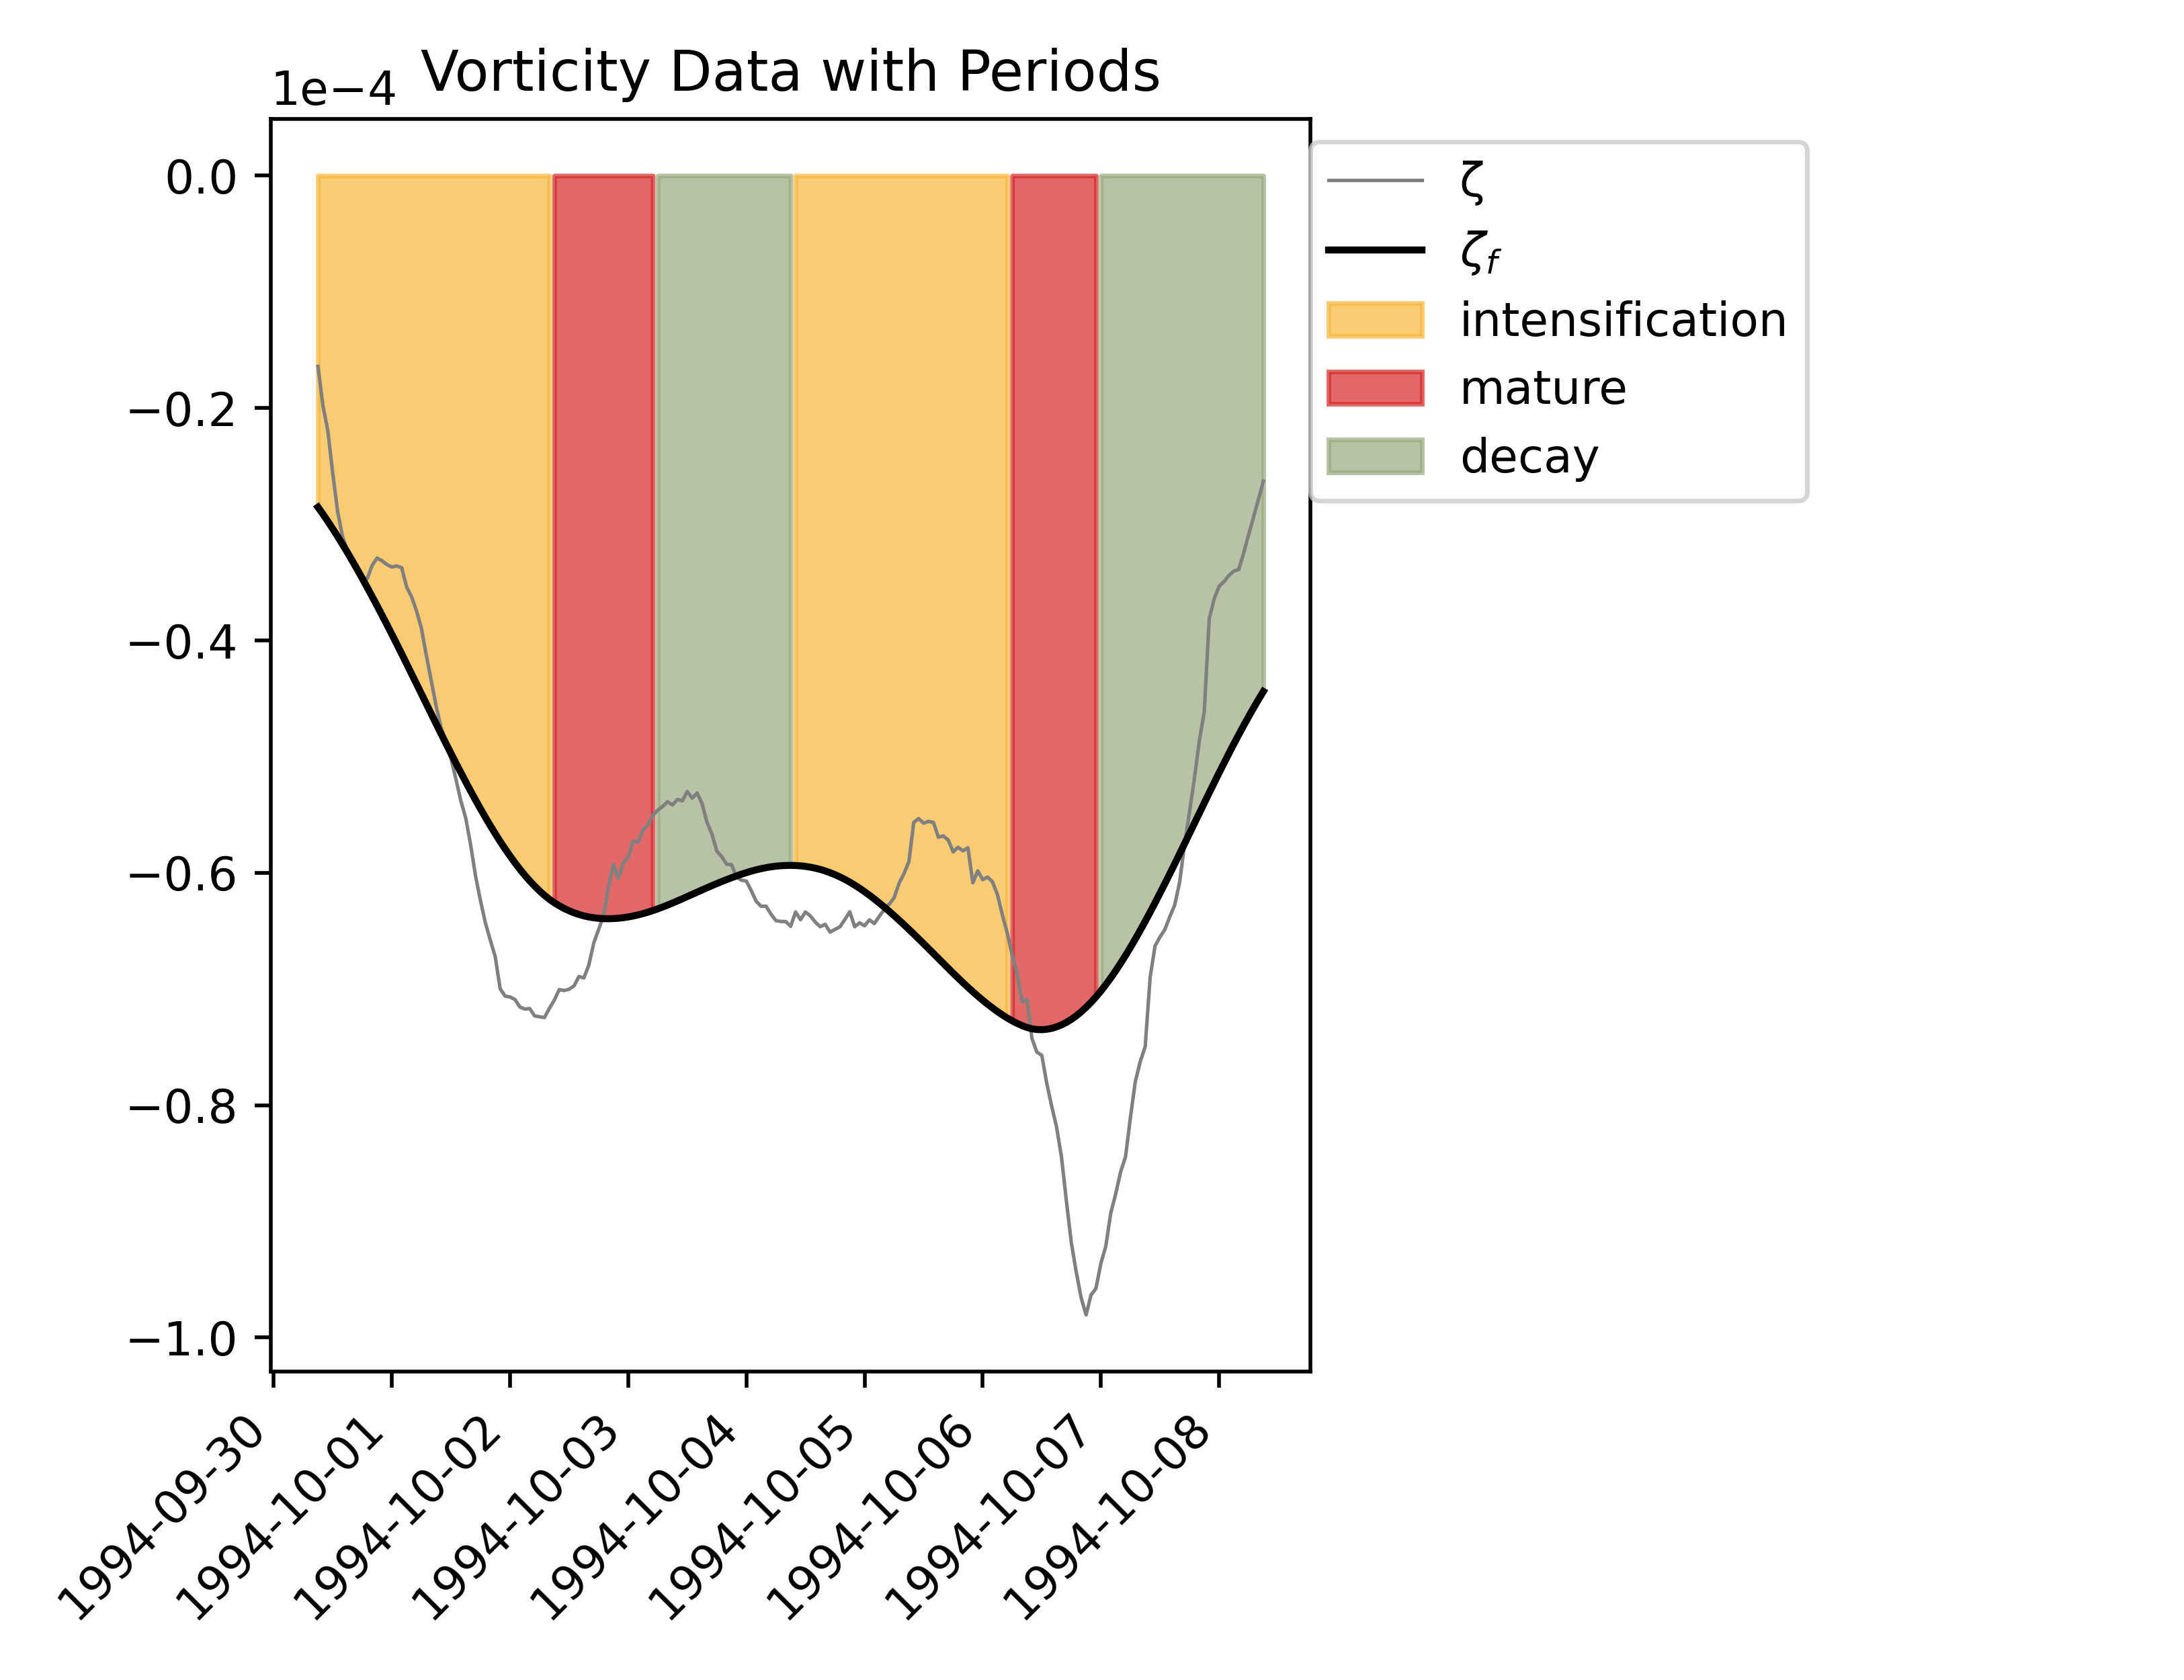 Vorticity Data with Periods
1e−4
0.0
−0.2
−0.4
−0.6
−0.8
−1.0
1994-09-30
1994-10-01
1994-10-02
1994-10-03
1994-10-04
1994-10-05
1994-10-06
1994-10-07
1994-10-08
ζ
ζf
intensification
mature
decay